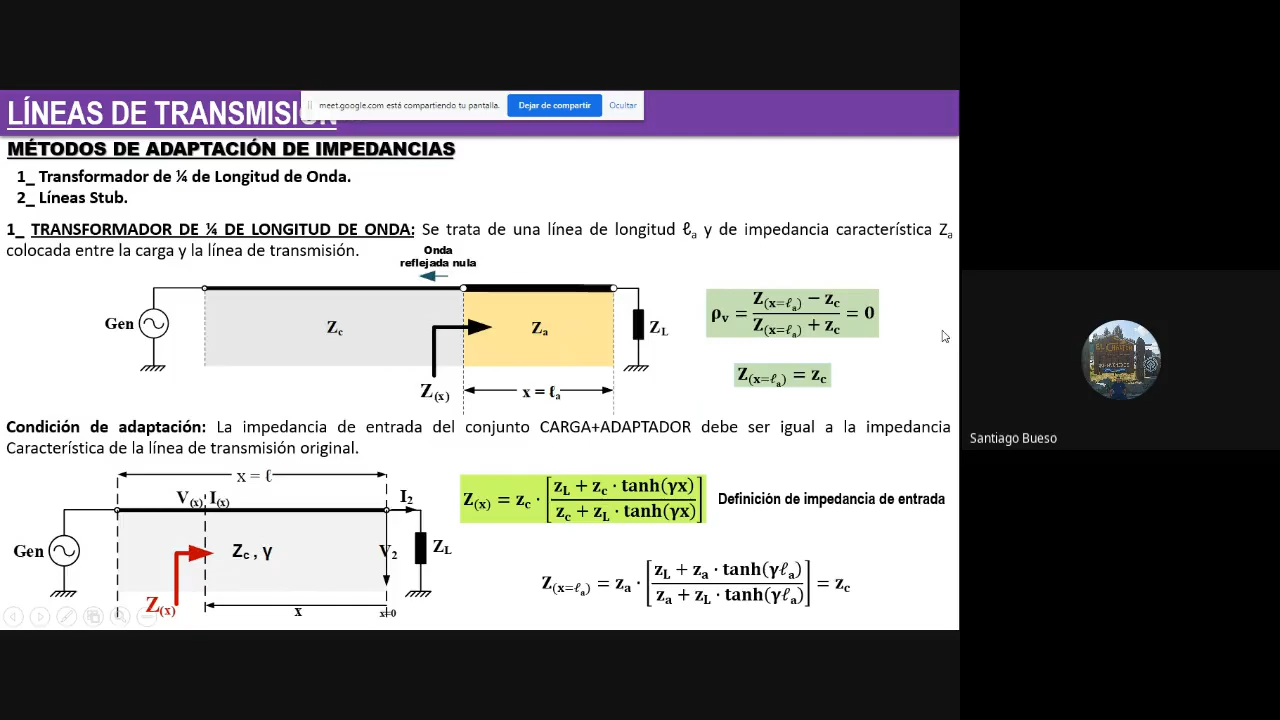 LÍNEAS DE TRANSMISIÓN
meet.google.com está compartiendo tu pantalla.
Dejar de compartir
Ocultar
MÉTODOS DE ADAPTACIÓN DE IMPEDANCIAS
1_ Transformador de ¼ de Longitud de Onda.
2_ Líneas Stub.
1_ TRANSFORMADOR DE ¼ DE LONGITUD DE ONDA: Se trata de una línea de longitud ℓa y de impedancia característica Za
colocada entre la carga y la línea de transmisión.
Onda
reflejada nula
Gen
Zc
Za
ZL
Z(x)
x = ℓa
ρv = (Z(x=ℓa) − zc) / (Z(x=ℓa) + zc) = 0
Z(x=ℓa) = zc
Santiago Bueso
Condición de adaptación: La impedancia de entrada del conjunto CARGA+ADAPTADOR debe ser igual a la impedancia
Característica de la línea de transmisión original.
x = ℓ
V(x) I(x)
I2
Gen
Zc , γ
V2
ZL
Z(x)
x
x=0
Z(x) = zc · [(zL + zc · tanh(γx)) / (zc + zL · tanh(γx))]
Definición de impedancia de entrada
Z(x=ℓa) = za · [(zL + za · tanh(γℓa)) / (za + zL · tanh(γℓa))] = zc